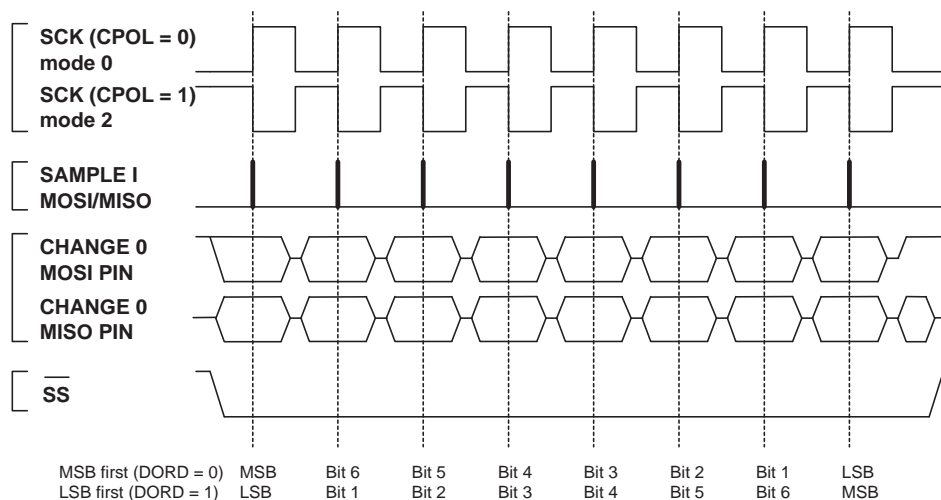 SCK (CPOL = 0)
mode 0
SCK (CPOL = 1)
mode 2
SAMPLE I
MOSI/MISO
CHANGE 0
MOSI PIN
CHANGE 0
MISO PIN
SS
MSB first (DORD = 0) MSB Bit 6 Bit 5 Bit 4 Bit 3 Bit 2 Bit 1 LSB
LSB first (DORD = 1) LSB Bit 1 Bit 2 Bit 3 Bit 4 Bit 5 Bit 6 MSB